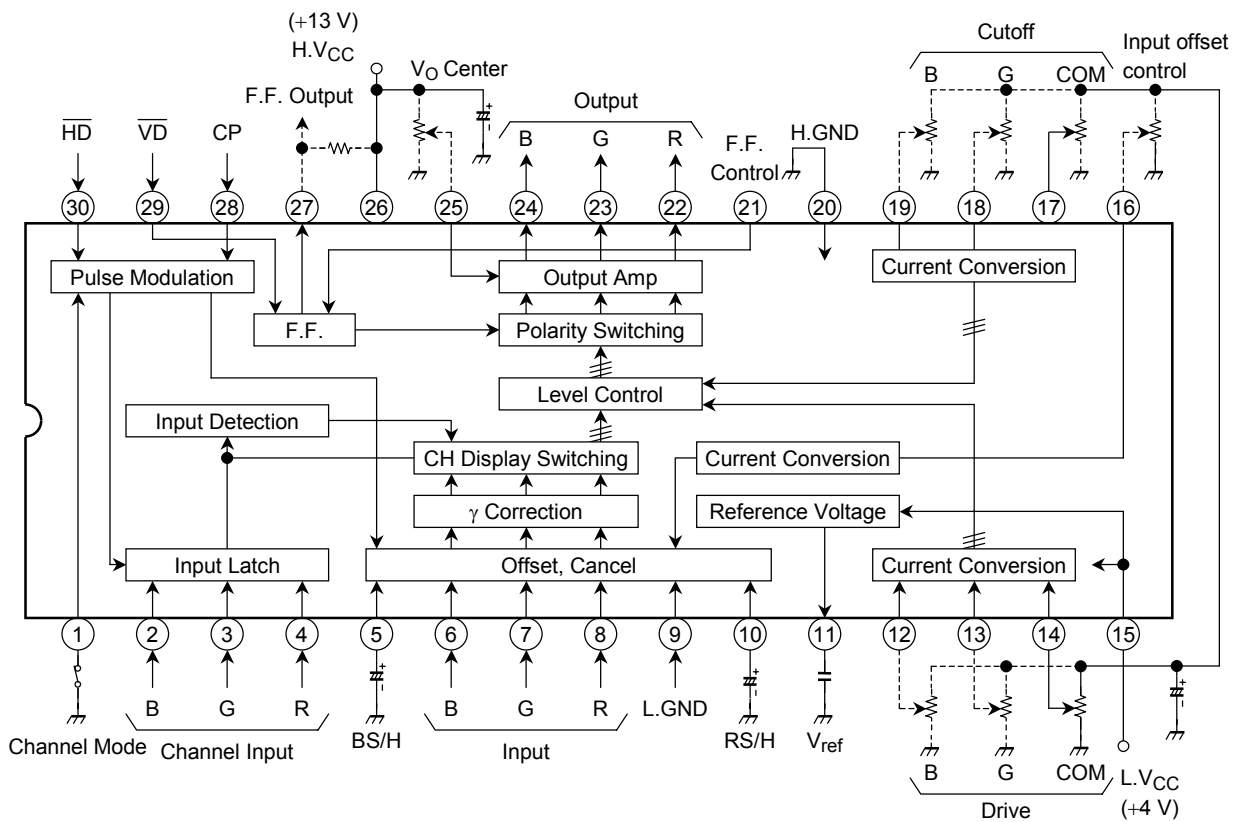 (+13 V)
H.VCC
VO Center
F.F. Output
Output
Cutoff
Input offset
control
B G COM
HD VD CP
B G R
F.F.
Control
H.GND
30 29 28 27 26 25 24 23 22 21 20 19 18 17 16
Pulse Modulation
Output Amp
Current Conversion
F.F.
Polarity Switching
Level Control
Input Detection
CH Display Switching
Current Conversion
γ Correction
Reference Voltage
Input Latch
Offset, Cancel
Current Conversion
1 2 3 4 5 6 7 8 9 10 11 12 13 14 15
Channel Mode
B G R
Channel Input
BS/H
B G R
Input
L.GND
RS/H
Vref
B G COM
Drive
L.VCC
(+4 V)